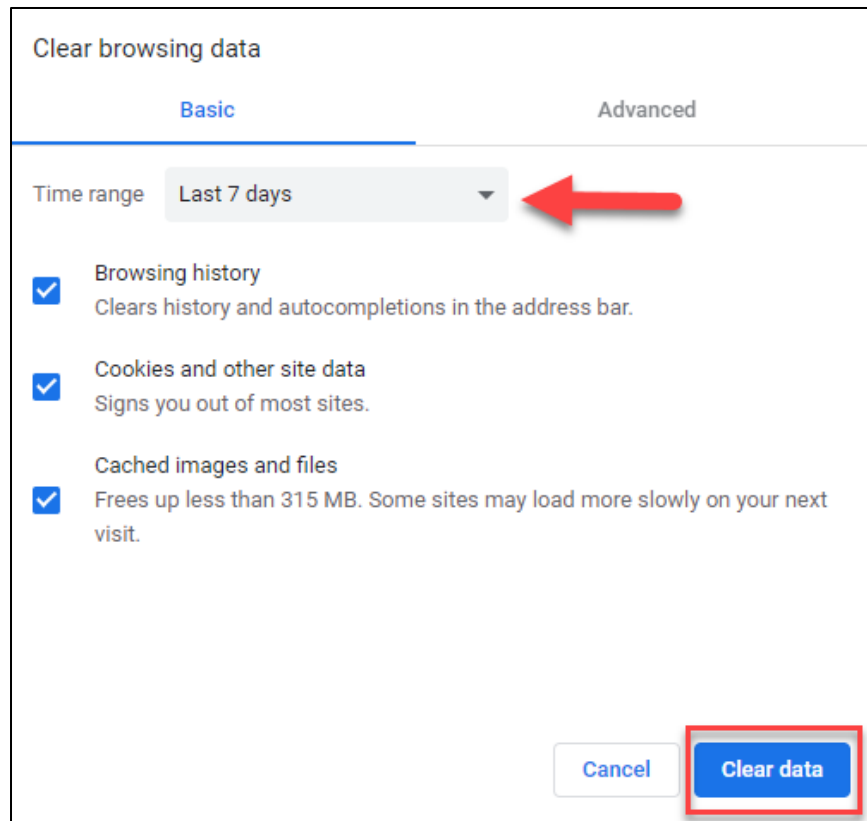 Clear browsing data
Basic
Advanced
Time range
Last 7 days
Browsing history
Clears history and autocompletions in the address bar.
Cookies and other site data
Signs you out of most sites.
Cached images and files
Frees up less than 315 MB. Some sites may load more slowly on your next
visit.
Cancel
Clear data